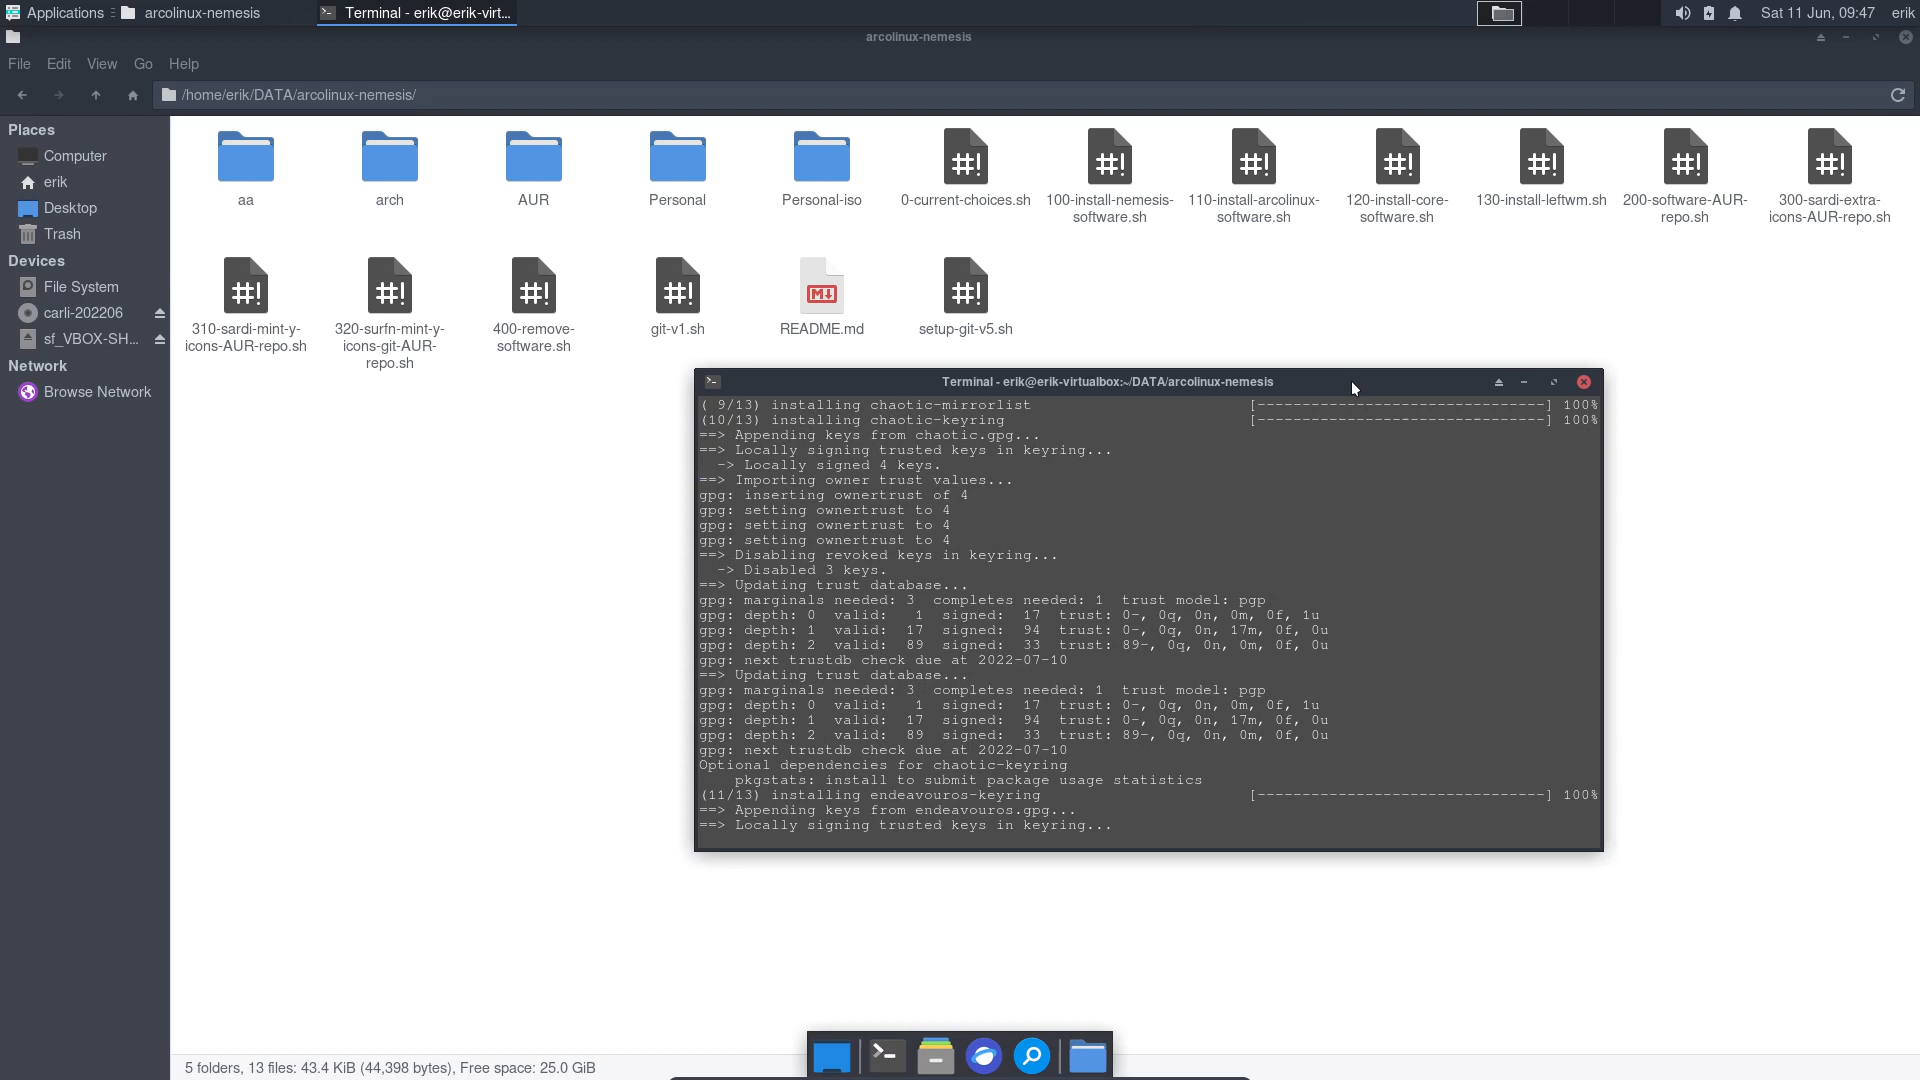 Applications
arcolinux-nemesis
Terminal - erik@erik-virt...
Sat 11 Jun, 09:47
erik
arcolinux-nemesis
File Edit View Go Help
/home/erik/DATA/arcolinux-nemesis/
Places
Computer
erik
Desktop
Trash
Devices
File System
carli-202206
sf_VBOX-SH...
Network
Browse Network
aa
arch
AUR
Personal
Personal-iso
0-current-choices.sh
100-install-nemesis-
software.sh
110-install-arcolinux-
software.sh
120-install-core-
software.sh
130-install-leftwm.sh
200-software-AUR-
repo.sh
300-sardi-extra-
icons-AUR-repo.sh
310-sardi-mint-y-
icons-AUR-repo.sh
320-surfn-mint-y-
icons-git-AUR-
repo.sh
400-remove-
software.sh
git-v1.sh
README.md
setup-git-v5.sh
Terminal - erik@erik-virtualbox:~/DATA/arcolinux-nemesis
( 9/13) installing chaotic-mirrorlist [--------------------------------] 100%
(10/13) installing chaotic-keyring [--------------------------------] 100%
==> Appending keys from chaotic.gpg...
==> Locally signing trusted keys in keyring...
  -> Locally signed 4 keys.
==> Importing owner trust values...
gpg: inserting ownertrust of 4
gpg: setting ownertrust to 4
gpg: setting ownertrust to 4
gpg: setting ownertrust to 4
==> Disabling revoked keys in keyring...
  -> Disabled 3 keys.
==> Updating trust database...
gpg: marginals needed: 3  completes needed: 1  trust model: pgp
gpg: depth: 0  valid:   1  signed:  17  trust: 0-, 0q, 0n, 0m, 0f, 1u
gpg: depth: 1  valid:  17  signed:  94  trust: 0-, 0q, 0n, 17m, 0f, 0u
gpg: depth: 2  valid:  89  signed:  33  trust: 89-, 0q, 0n, 0m, 0f, 0u
gpg: next trustdb check due at 2022-07-10
==> Updating trust database...
gpg: marginals needed: 3  completes needed: 1  trust model: pgp
gpg: depth: 0  valid:   1  signed:  17  trust: 0-, 0q, 0n, 0m, 0f, 1u
gpg: depth: 1  valid:  17  signed:  94  trust: 0-, 0q, 0n, 17m, 0f, 0u
gpg: depth: 2  valid:  89  signed:  33  trust: 89-, 0q, 0n, 0m, 0f, 0u
gpg: next trustdb check due at 2022-07-10
Optional dependencies for chaotic-keyring
    pkgstats: install to submit package usage statistics
(11/13) installing endeavouros-keyring [--------------------------------] 100%
==> Appending keys from endeavouros.gpg...
==> Locally signing trusted keys in keyring...
5 folders, 13 files: 43.4 KiB (44,398 bytes), Free space: 25.0 GiB